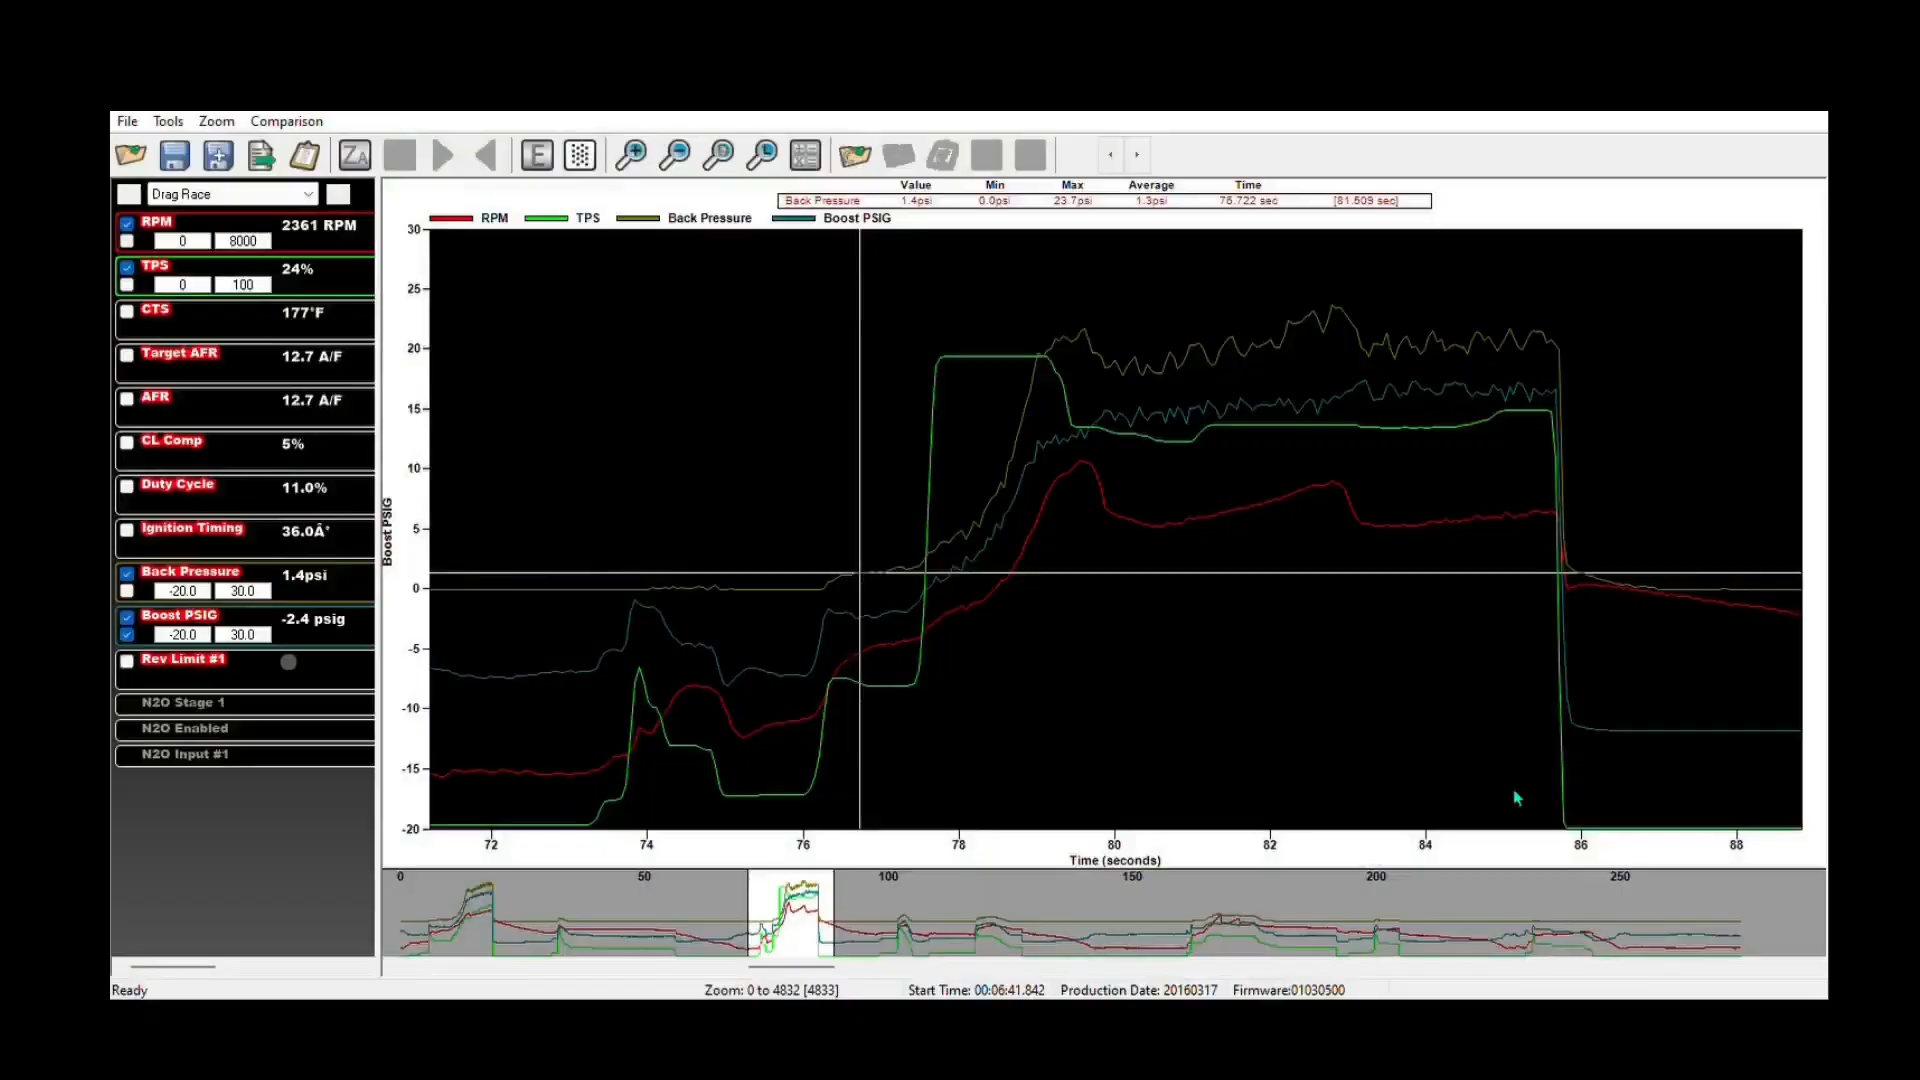 File Tools Zoom Comparison
Drag Race
RPM 2361 RPM
0 8000
TPS 24%
0 100
CTS 177°F
Target AFR 12.7 A/F
AFR 12.7 A/F
CL Comp 5%
Duty Cycle 11.0%
Ignition Timing 36.0Â°
Back Pressure 1.4psi
-20.0 30.0
Boost PSIG -2.4 psig
-20.0 30.0
Rev Limit #1
N2O Stage 1
N2O Enabled
N2O Input #1
Value Min Max Average Time
Back Pressure 1.4psi 0.0psi 23.7psi 1.3psi 76.722 sec [81.509 sec]
RPM TPS Back Pressure Boost PSIG
30
25
20
15
10
5
0
-5
-10
-15
-20
Boost PSIG
72 74 76 78 80 82 84 86 88
Time (seconds)
0 50 100 150 200 250
Ready Zoom: 0 to 4832 [4833] Start Time: 00:06:41.842 Production Date: 20160317 Firmware:01030500